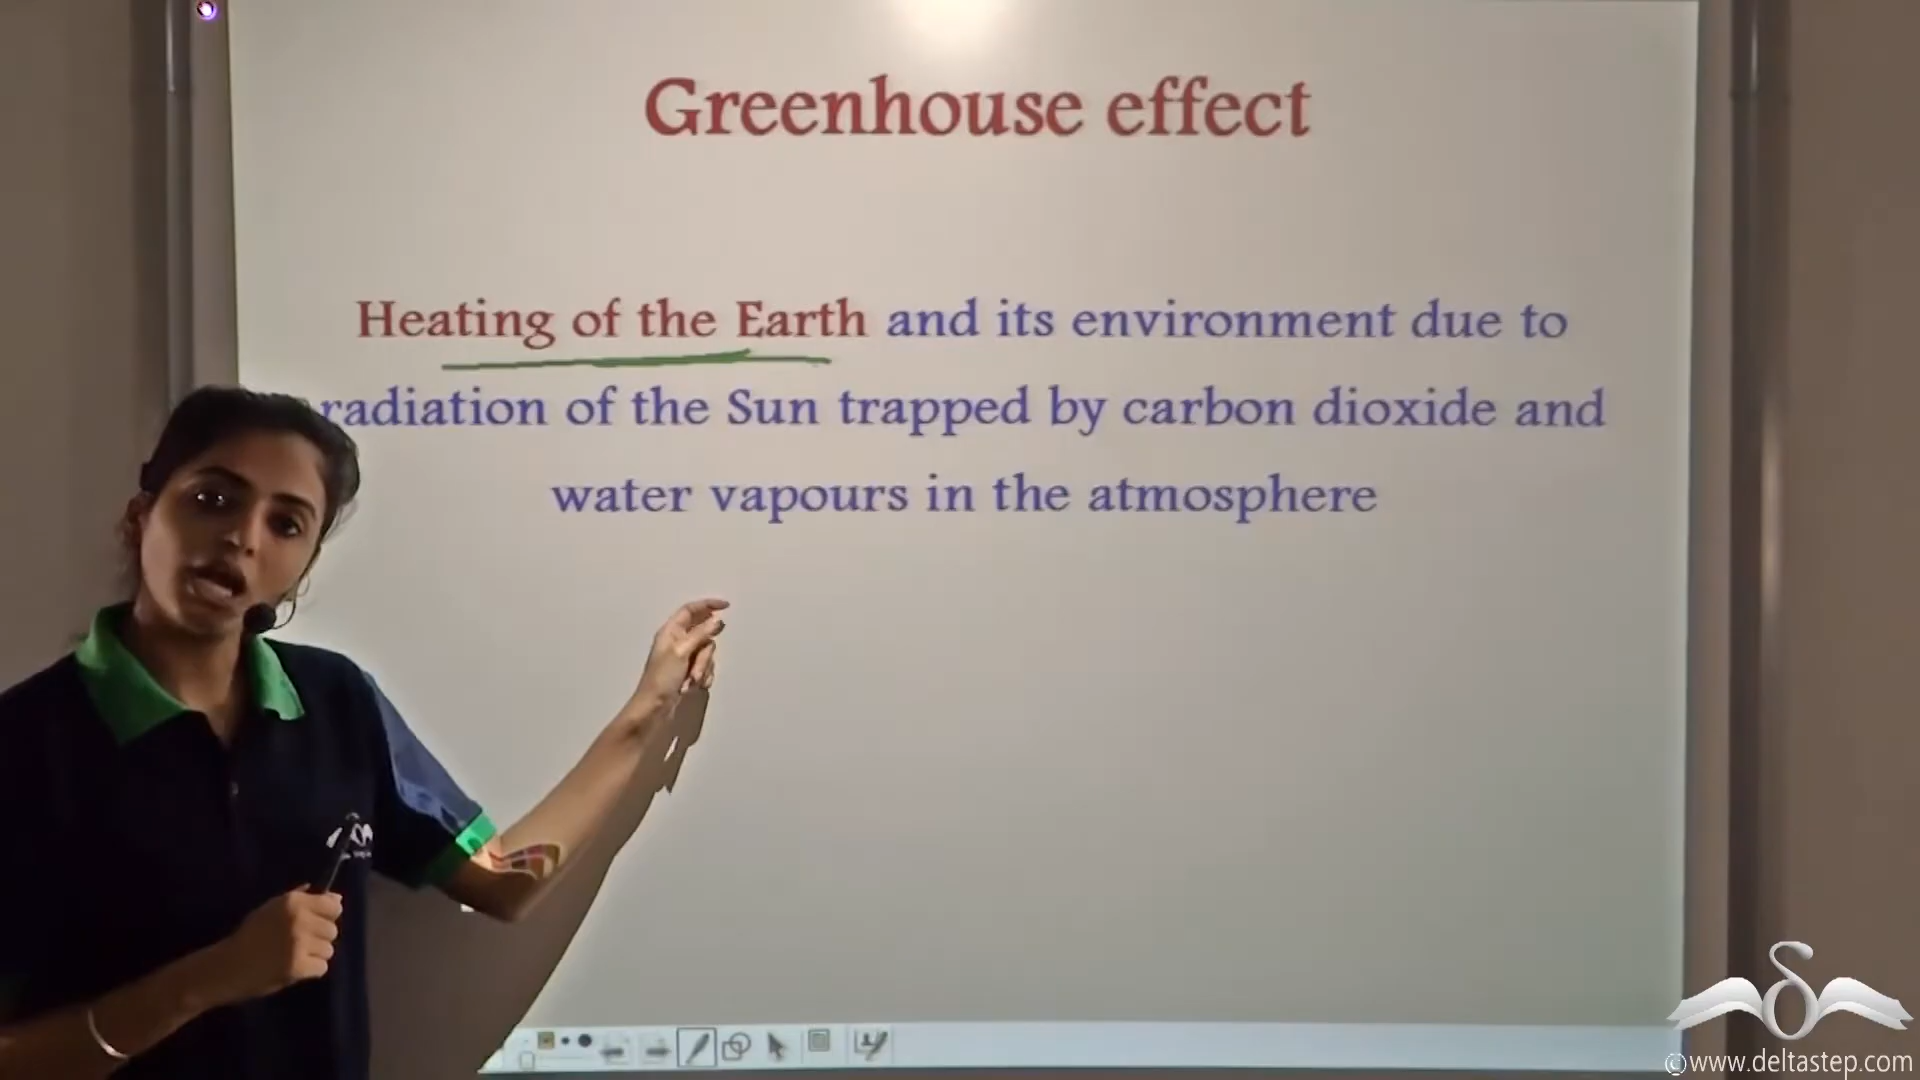 Greenhouse effect
Heating of the Earth and its environment due to
radiation of the Sun trapped by carbon dioxide and
water vapours in the atmosphere
©www.deltastep.com